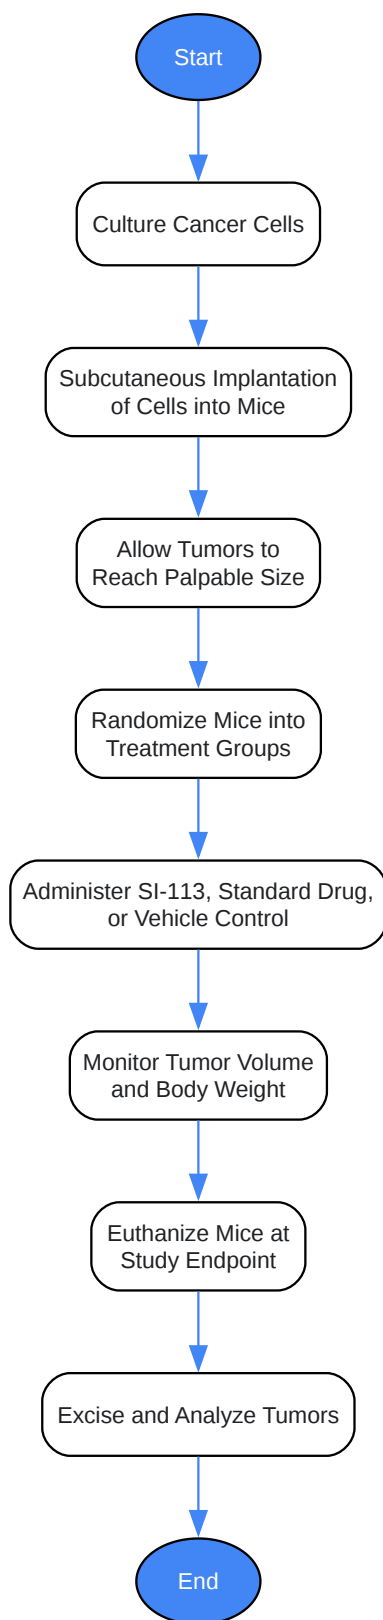 Start
Culture Cancer Cells
Subcutaneous Implantation
of Cells into Mice
Allow Tumors to
Reach Palpable Size
Randomize Mice into
Treatment Groups
Administer SI-113, Standard Drug,
or Vehicle Control
Monitor Tumor Volume
and Body Weight
Euthanize Mice at
Study Endpoint
Excise and Analyze Tumors
End